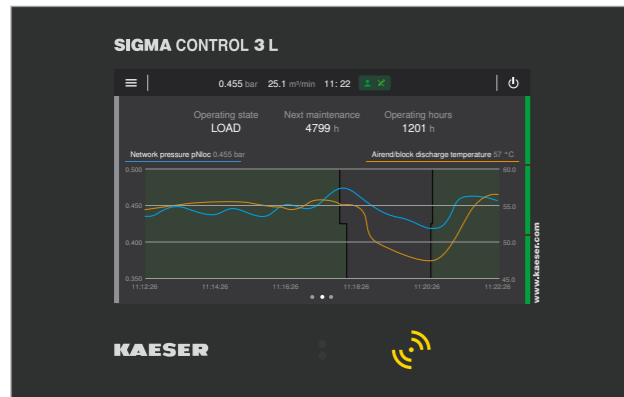 SIGMA CONTROL 3 L
0.455 bar 25.1 m³/min 11: 22
Operating state Next maintenance Operating hours
LOAD 4799 h 1201 h
Network pressure pNloc 0.455 bar Airend/block discharge temperature 57 °C
0.500 60.0
0.450 55.0
0.400 50.0
0.350 45.0
11:12:26 11:14:26 11:16:26 11:18:26 11:20:26 11:22:26
www.kaeser.com
KAESER